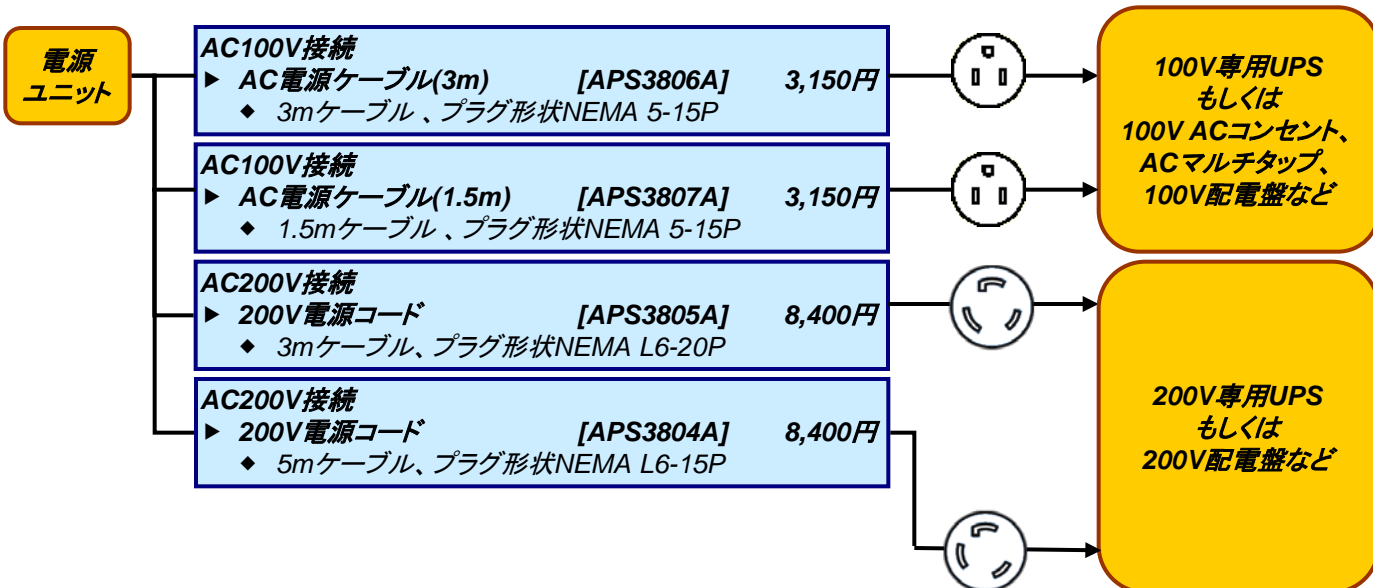 電源
ユニット
AC100V接続
▶ AC電源ケーブル(3m) [APS3806A] 3,150円
◆ 3mケーブル 、プラグ形状NEMA 5-15P
AC100V接続
▶ AC電源ケーブル(1.5m) [APS3807A] 3,150円
◆ 1.5mケーブル 、プラグ形状NEMA 5-15P
AC200V接続
▶ 200V電源コード [APS3805A] 8,400円
◆ 3mケーブル、プラグ形状NEMA L6-20P
AC200V接続
▶ 200V電源コード [APS3804A] 8,400円
◆ 5mケーブル、プラグ形状NEMA L6-15P
100V専用UPS
もしくは
100V ACコンセント、
ACマルチタップ、
100V配電盤など
200V専用UPS
もしくは
200V配電盤など